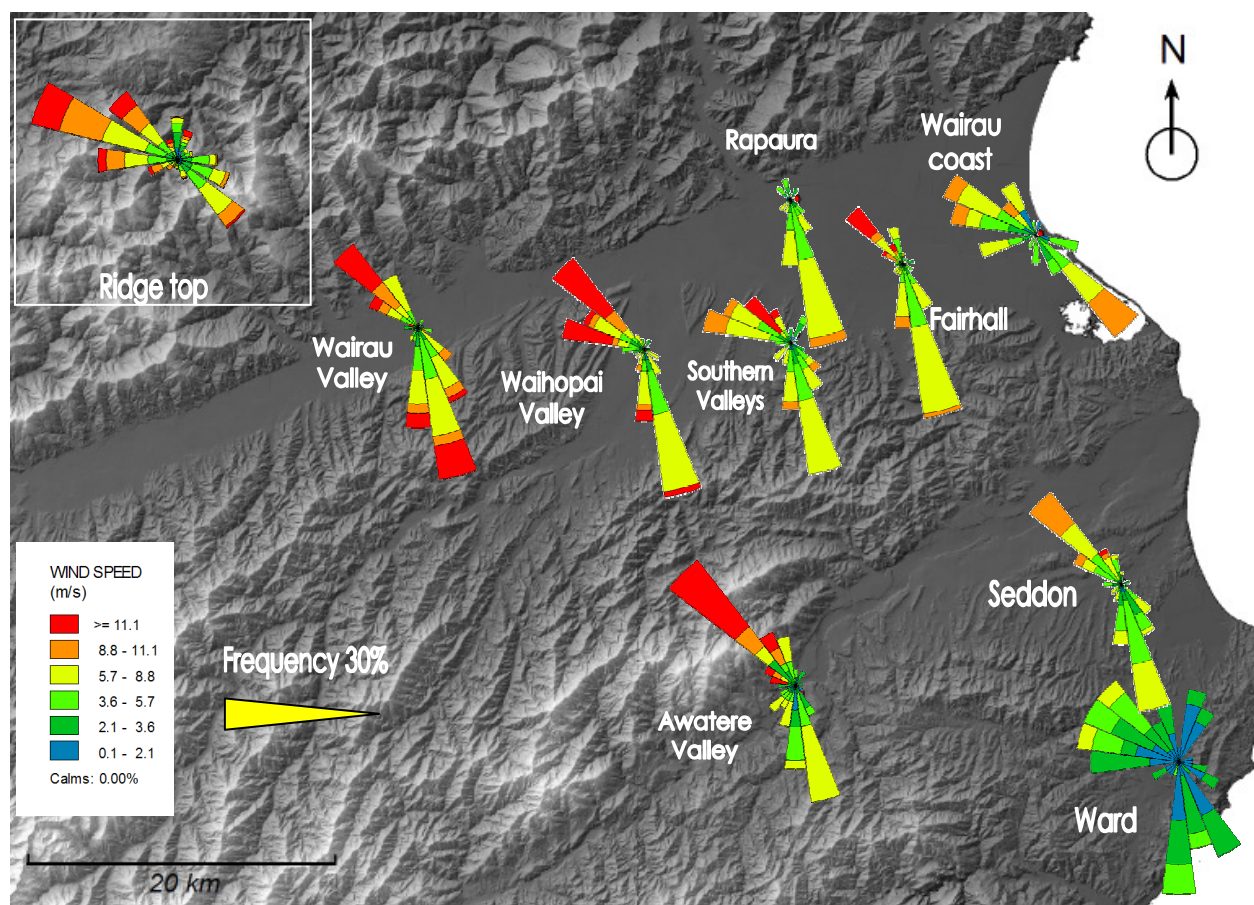 N
Wairau
coast
Rapaura
Ridge top
Fairhall
Wairau
Valley
Waihopai
Valley
Southern
Valleys
WIND SPEED
(m/s)
>= 11.1
8.8 - 11.1
5.7 - 8.8
3.6 - 5.7
2.1 - 3.6
0.1 - 2.1
Calms: 0.00%
Frequency 30%
Seddon
Awatere
Valley
Ward
20 km